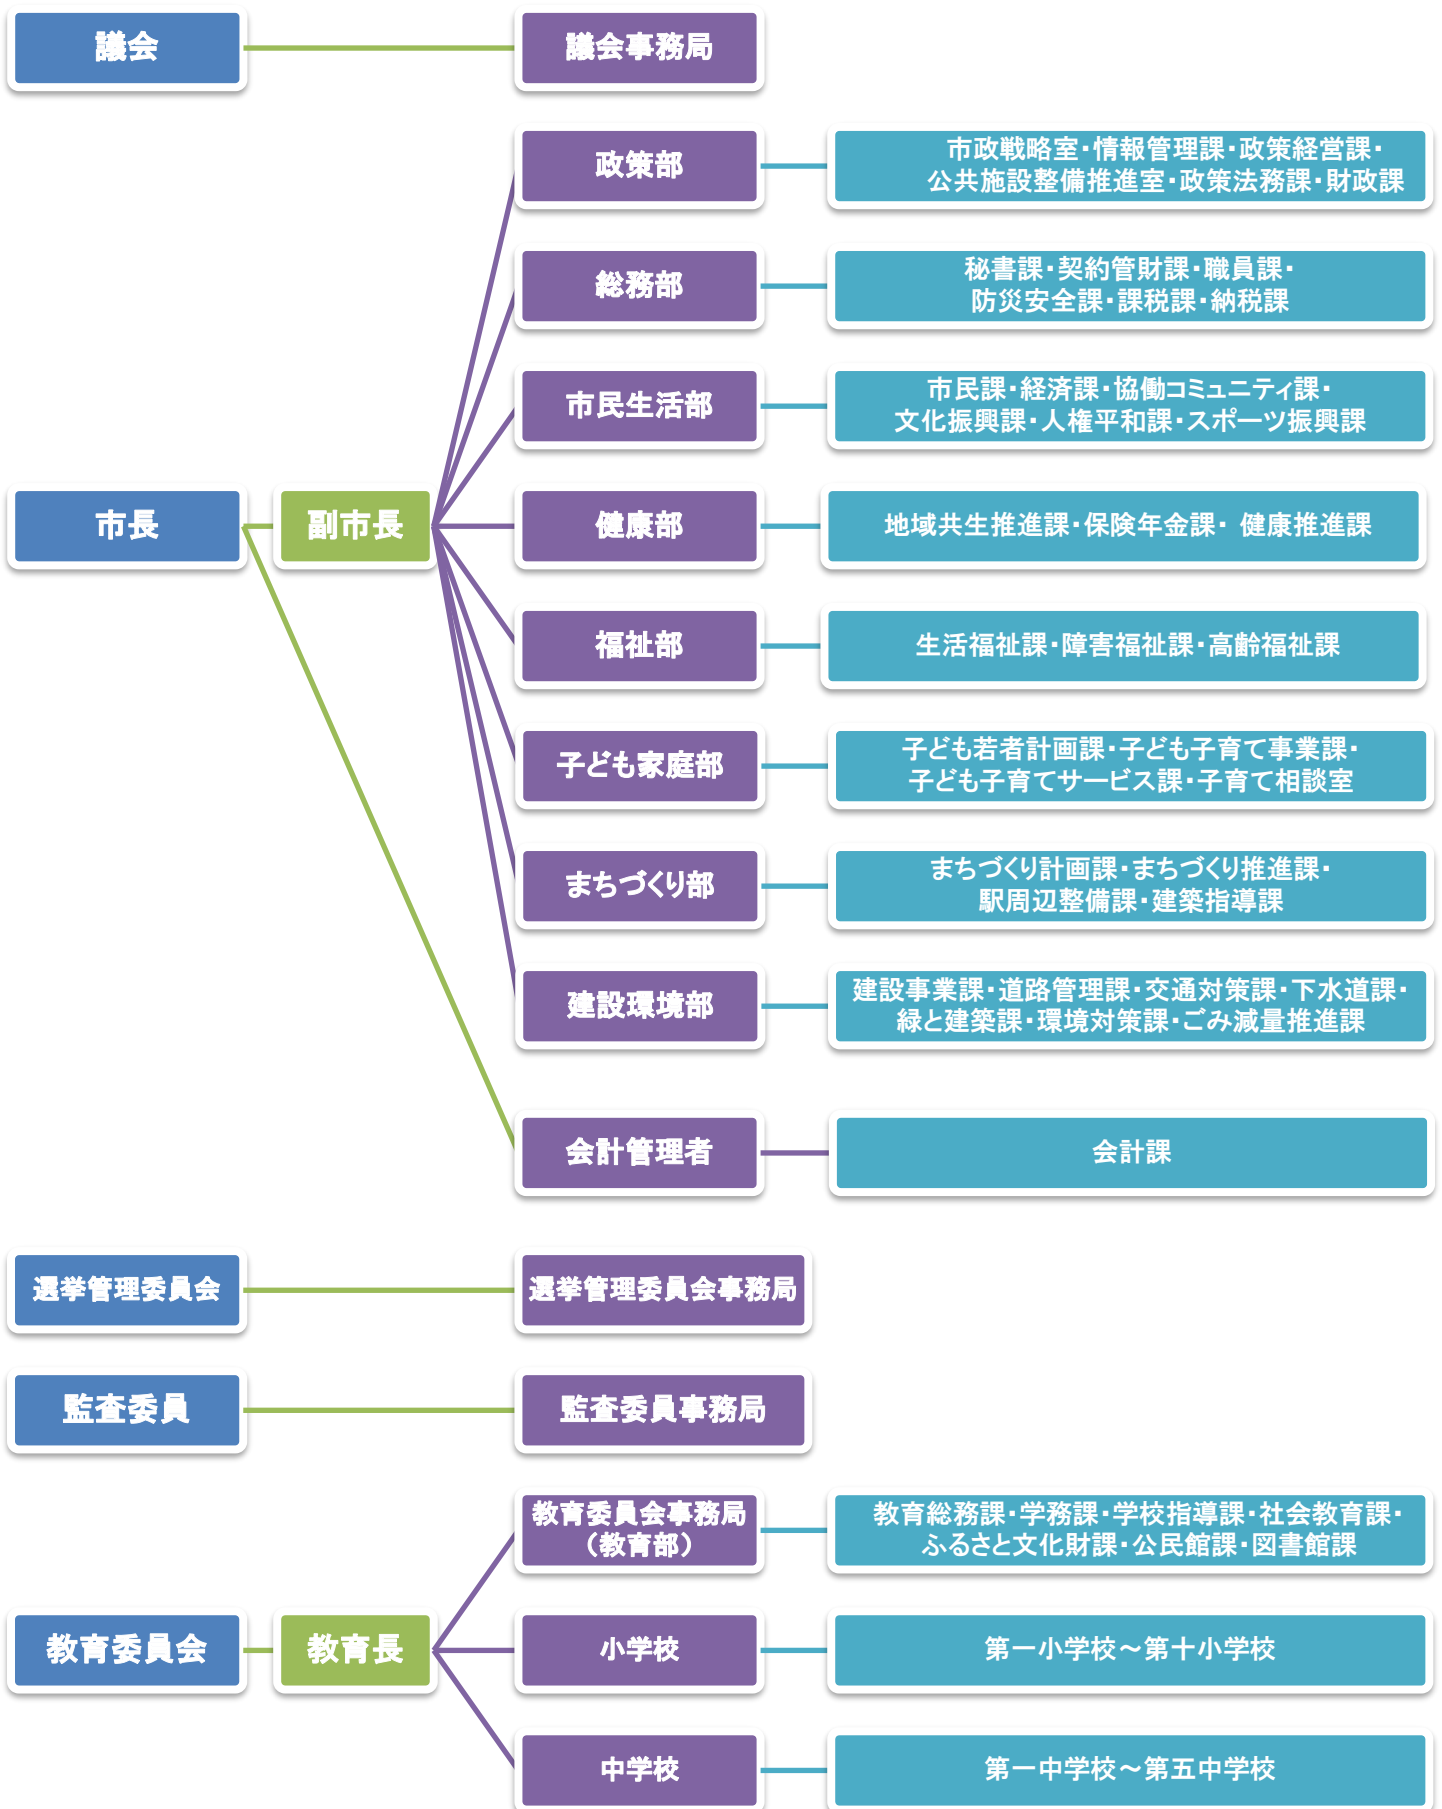 議会
議会事務局
政策部
市政戦略室・情報管理課・政策経営課・
公共施設整備推進室・政策法務課・財政課
総務部
秘書課・契約管財課・職員課・
防災安全課・課税課・納税課
市民生活部
市民課・経済課・協働コミュニティ課・
文化振興課・人権平和課・スポーツ振興課
市長
副市長
健康部
地域共生推進課・保険年金課・ 健康推進課
福祉部
生活福祉課・障害福祉課・高齢福祉課
子ども家庭部
子ども若者計画課・子ども子育て事業課・
子ども子育てサービス課・子育て相談室
まちづくり部
まちづくり計画課・まちづくり推進課・
駅周辺整備課・建築指導課
建設環境部
建設事業課・道路管理課・交通対策課・下水道課・
緑と建築課・環境対策課・ごみ減量推進課
会計管理者
会計課
選挙管理委員会
選挙管理委員会事務局
監査委員
監査委員事務局
教育委員会事務局
（教育部）
教育総務課・学務課・学校指導課・社会教育課・
ふるさと文化財課・公民館課・図書館課
教育委員会
教育長
小学校
第一小学校～第十小学校
中学校
第一中学校～第五中学校